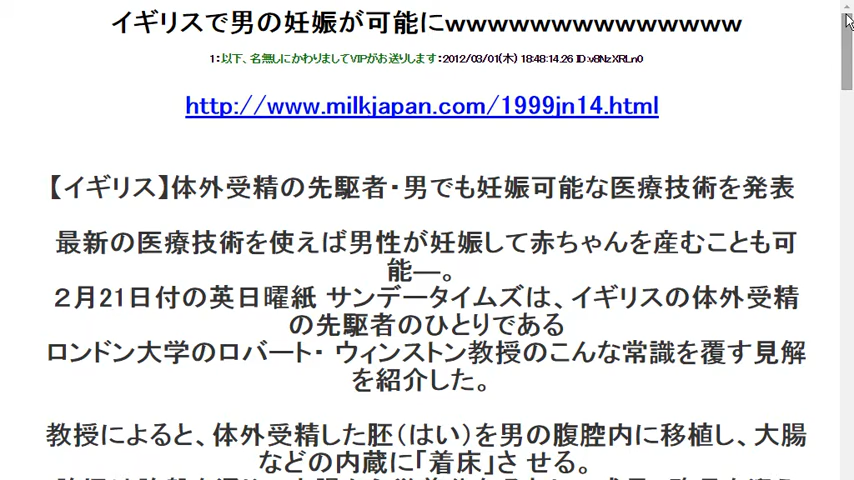 イギリスで男の妊娠が可能にwwwwwwwwwwwwww
1：以下、名無しにかわりましてVIPがお送りします：2012/03/01(木) 18:48:14.26 ID:v8NzXRLn0
http://www.milkjapan.com/1999jn14.html
【イギリス】体外受精の先駆者・男でも妊娠可能な医療技術を発表
最新の医療技術を使えば男性が妊娠して赤ちゃんを産むことも可
能―。
２月21日付の英日曜紙 サンデータイムズは、イギリスの体外受精
の先駆者のひとりである
ロンドン大学のロバート・ ウィンストン教授のこんな常識を覆す見解
を紹介した。
教授によると、体外受精した胚（はい）を男の腹腔内に移植し、大腸
などの内蔵に「着床」さ せる。